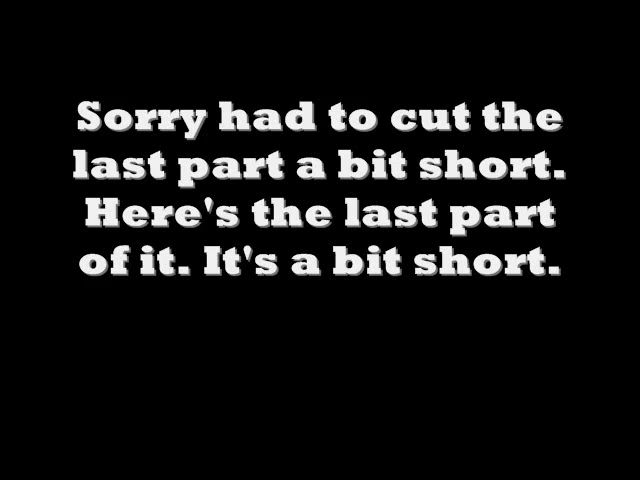 Sorry had to cut the
last part a bit short.
Here's the last part
of it. It's a bit short.